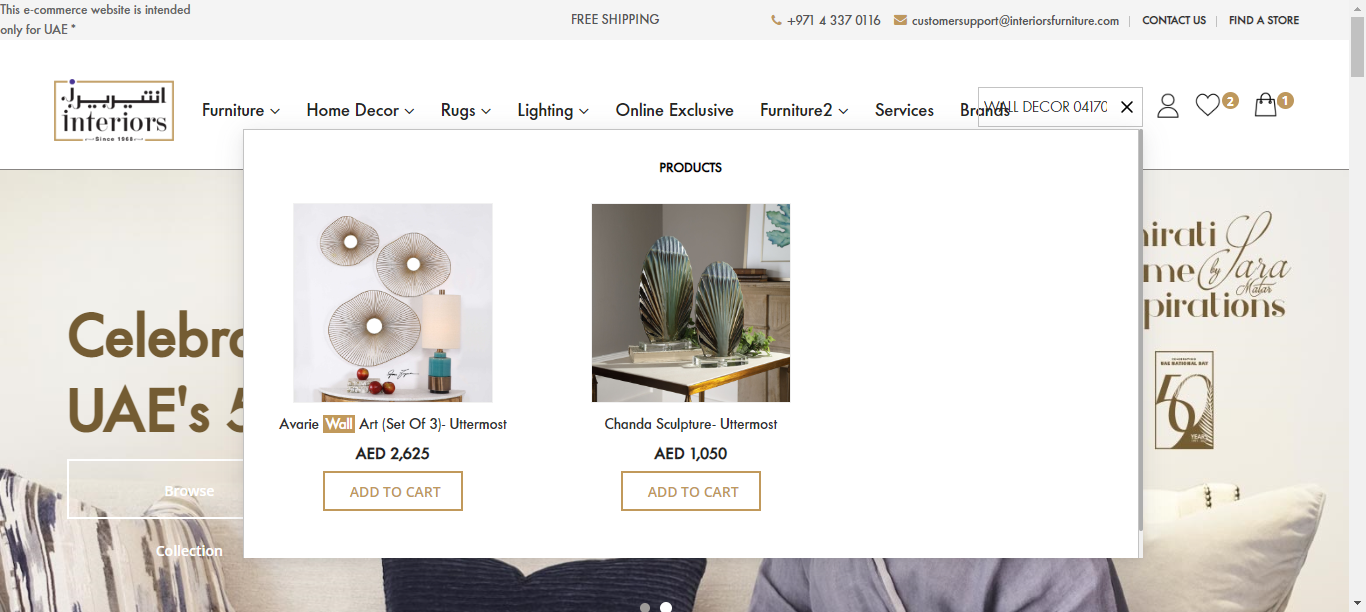 This e-commerce website is intended
only for UAE *
FREE SHIPPING
+971 4 337 0116
customersupport@interiorsfurniture.com
CONTACT US
FIND A STORE
انتيريرز
interiors
Since 1968
Furniture
Home Decor
Rugs
Lighting
Online Exclusive
Furniture2
Services
Brands
WALL DECOR 04170
2
1
PRODUCTS
Avarie Wall Art (Set Of 3)- Uttermost
AED 2,625
ADD TO CART
Chanda Sculpture- Uttermost
AED 1,050
ADD TO CART
Celebra
UAE's 5
Browse
Collection
irati
me by Sara
Matar
pirations
UAE NATIONAL DAY
50
YEARS